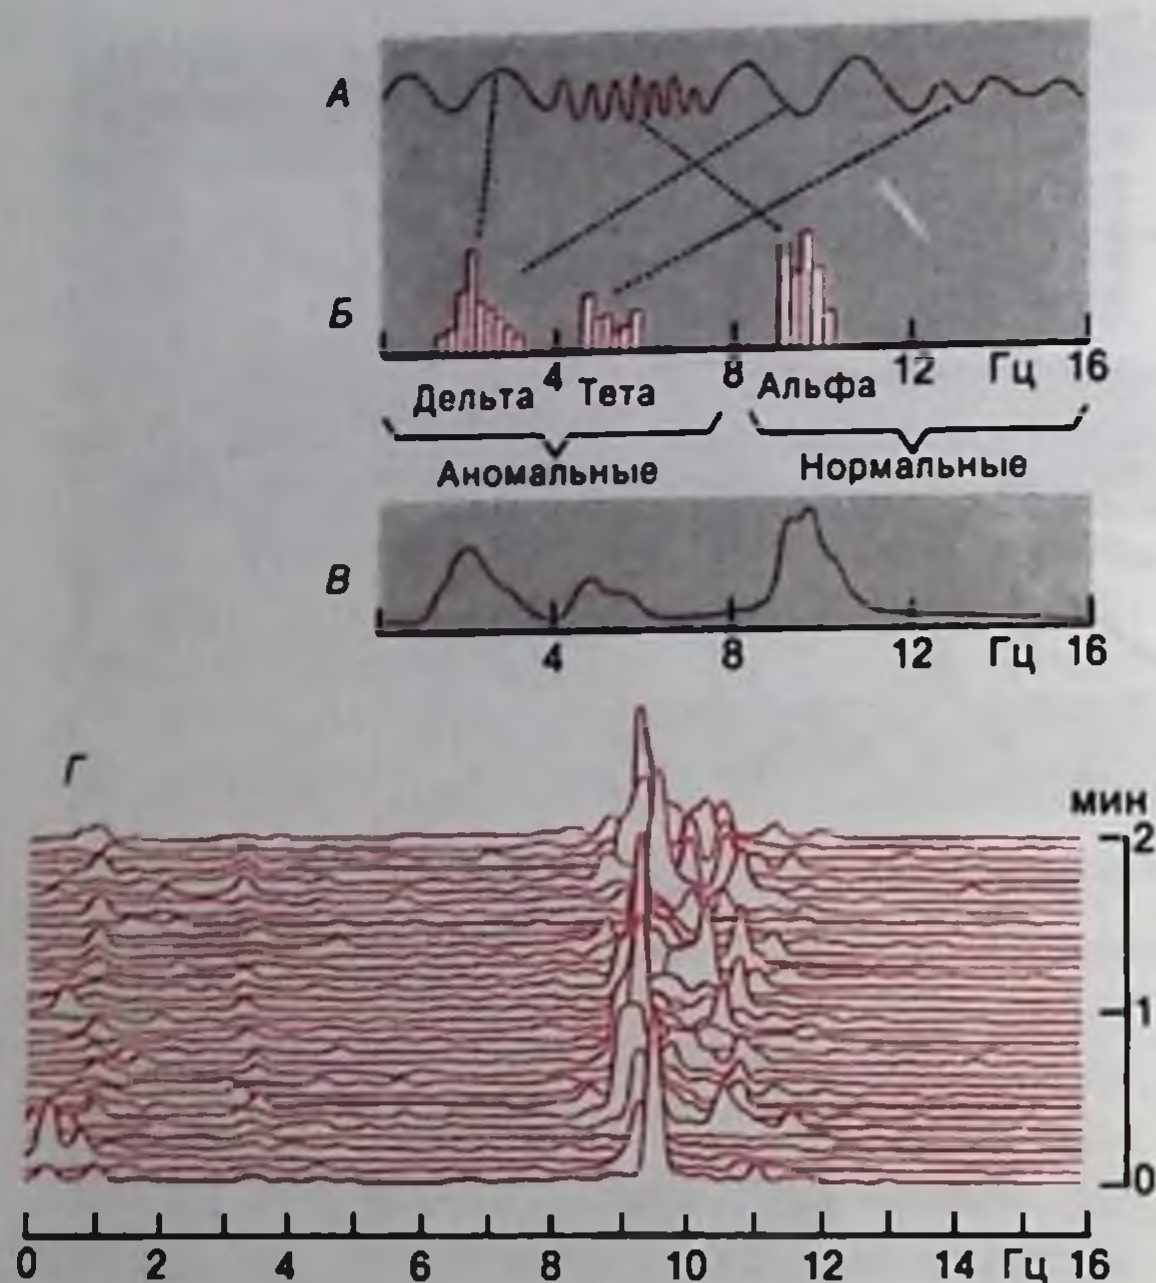 А
Б
4 8 12 Гц 16
Дельта Тета Альфа
Аномальные Нормальные
В
4 8 12 Гц 16
Г
мин
2
1
0
0 2 4 6 8 10 12 14 Гц 16